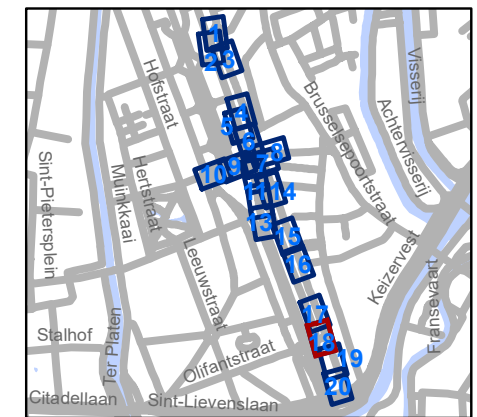 1
2
3
4
5
6
7
8
9
10
11
14
13
15
16
17
18
19
20
Hofstraat
Brusselsepoortstraat
Visserij
Achtervisserij
Sint-Pietersplein
Muinkkaai
Hertstraat
Leeuwstraat
Keizervest
Fransevaart
Stalhof
Ter Platen
Olifantstraat
Citadellaan
Sint-Lievenslaan